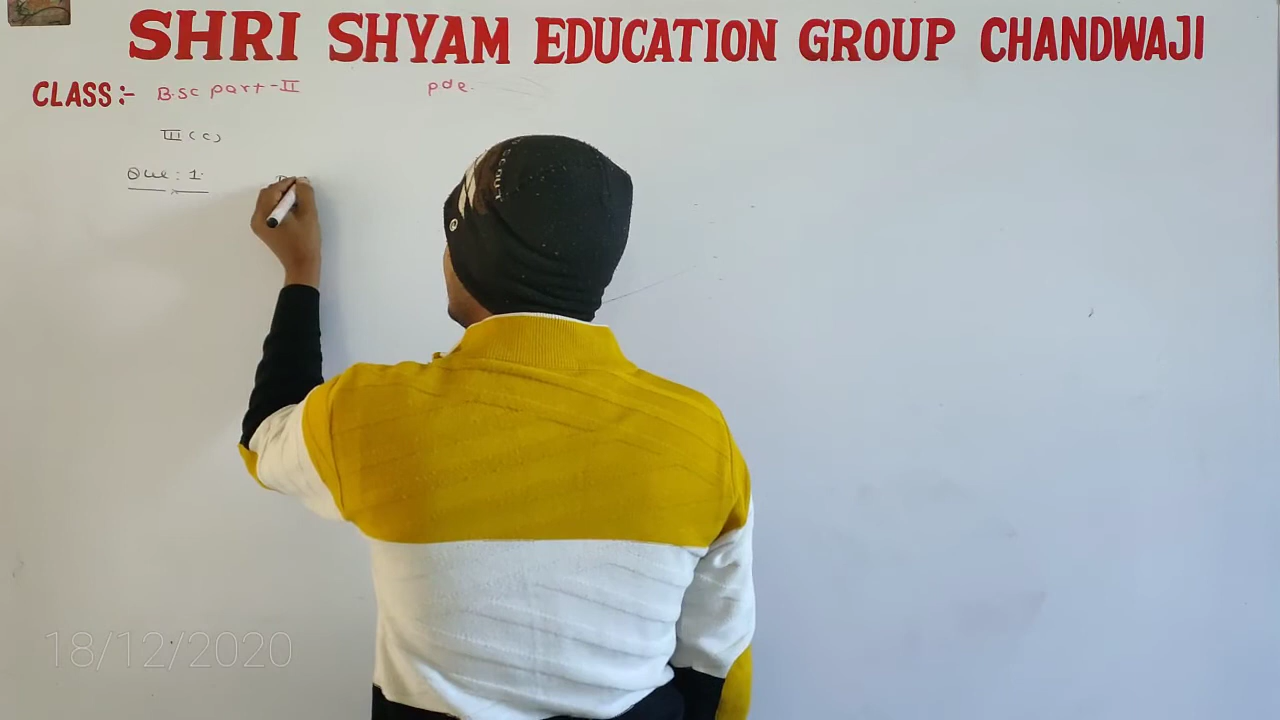 SHRI SHYAM EDUCATION GROUP CHANDWAJI
CLASS:- B.sc part-II pde.
III (c)
Que: 1.
18/12/2020